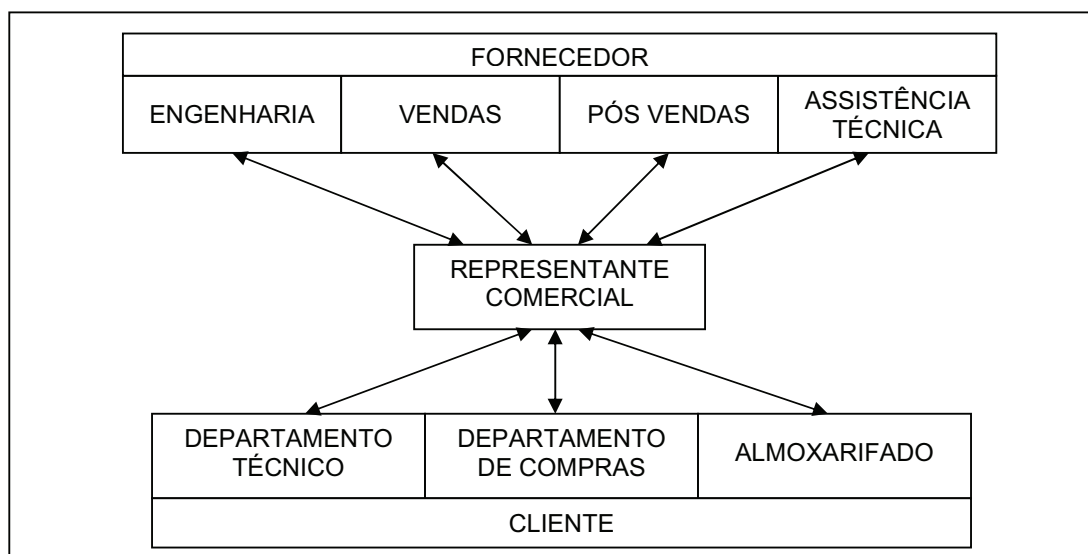 FORNECEDOR
ENGENHARIA
VENDAS
PÓS VENDAS
ASSISTÊNCIA
TÉCNICA
REPRESENTANTE
COMERCIAL
DEPARTAMENTO
TÉCNICO
DEPARTAMENTO
DE COMPRAS
ALMOXARIFADO
CLIENTE